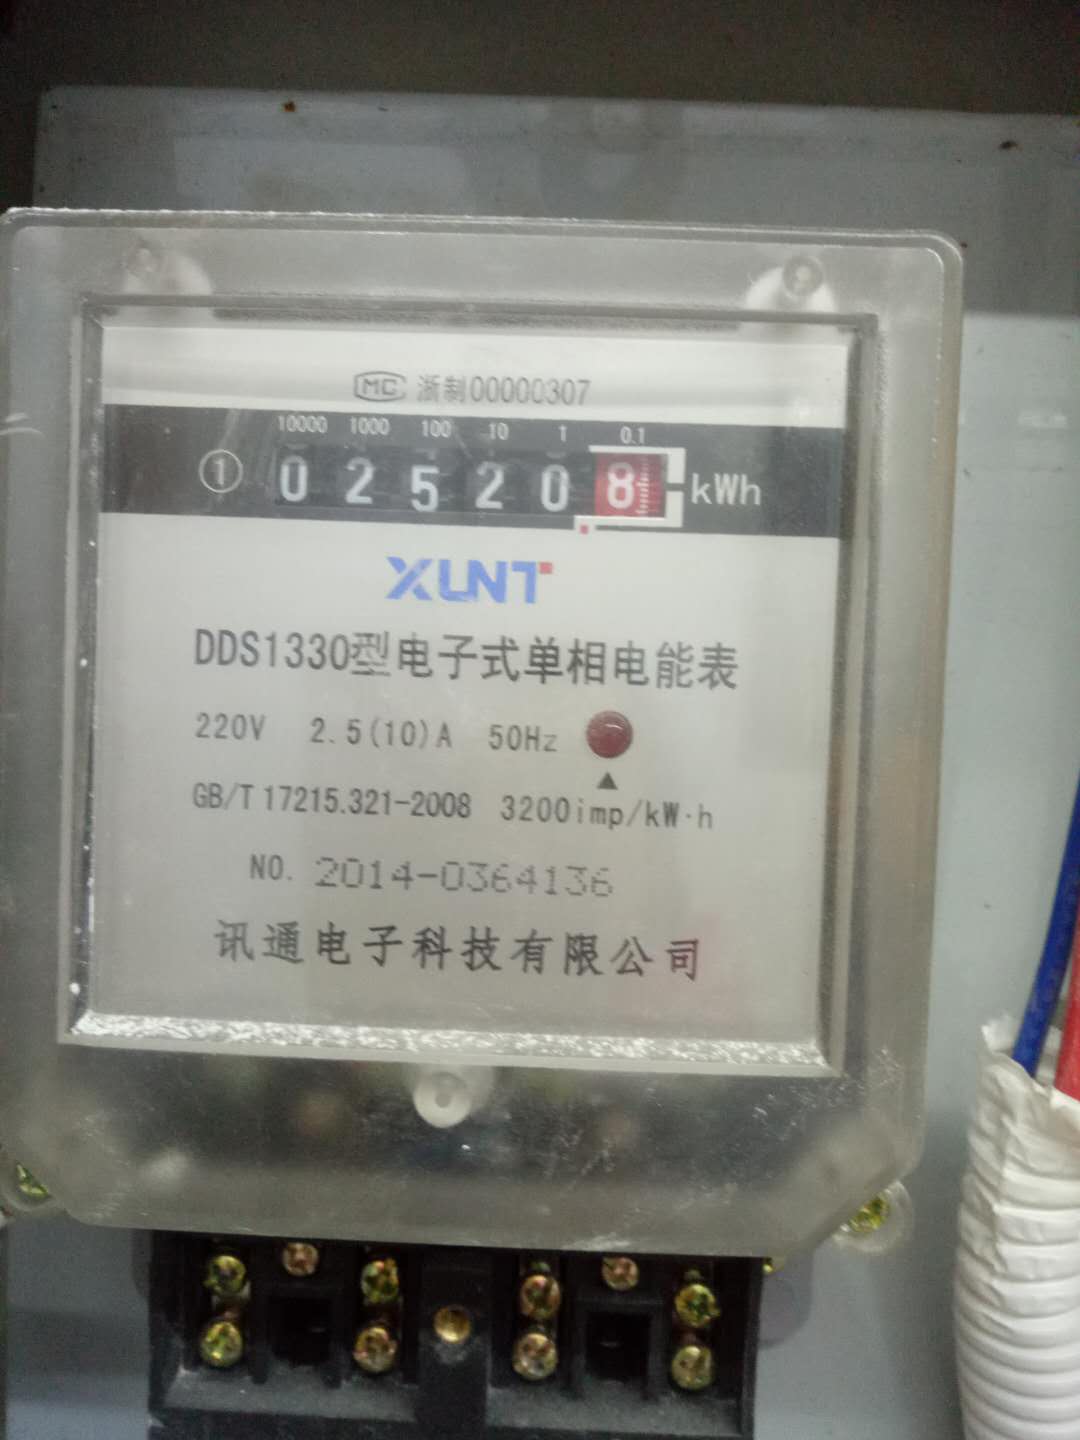 MC 浙制00000307
10000 1000 100 10 1 0.1
① 0 2 5 2 0 8 kWh
XUNT
DDS1330型电子式单相电能表
220V 2.5(10)A 50Hz
GB/T 17215.321-2008 3200imp/kW·h
NO. 2014-0364136
讯通电子科技有限公司